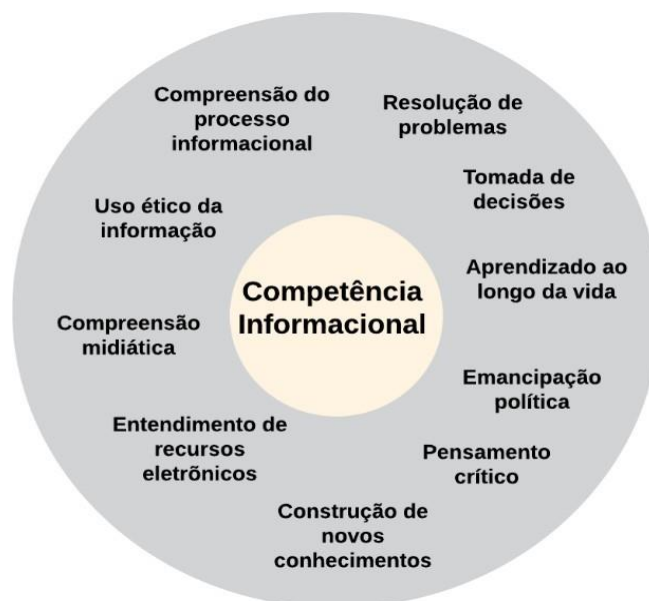 Compreensão do
processo
informacional
Resolução de
problemas
Tomada de
decisões
Uso ético da
informação
Aprendizado ao
longo da vida
Competência
Informacional
Compreensão
midiática
Emancipação
política
Entendimento de
recursos
eletrõnicos
Pensamento
crítico
Construção de
novos
conhecimentos